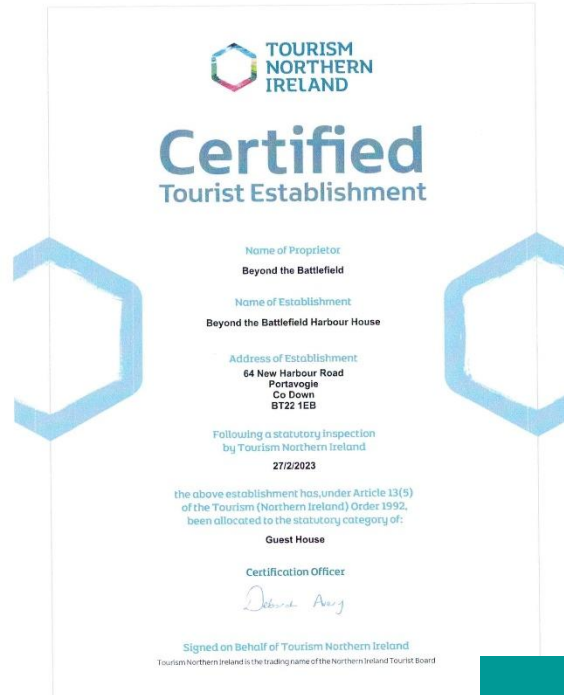 TOURISM
NORTHERN
IRELAND
Certified
Tourist Establishment
Name of Proprietor
Beyond the Battlefield
Name of Establishment
Beyond the Battlefield Harbour House
Address of Establishment
64 New Harbour Road
Portavogie
Co Down
BT22 1EB
Following a statutory inspection
by Tourism Northern Ireland
27/2/2023
the above establishment has,under Article 13(5)
of the Tourism (Northern Ireland) Order 1992,
been allocated to the statutory category of:
Guest House
Certification Officer
Signed on Behalf of Tourism Northern Ireland
Tourism Northern Ireland is the trading name of the Northern Ireland Tourist Board